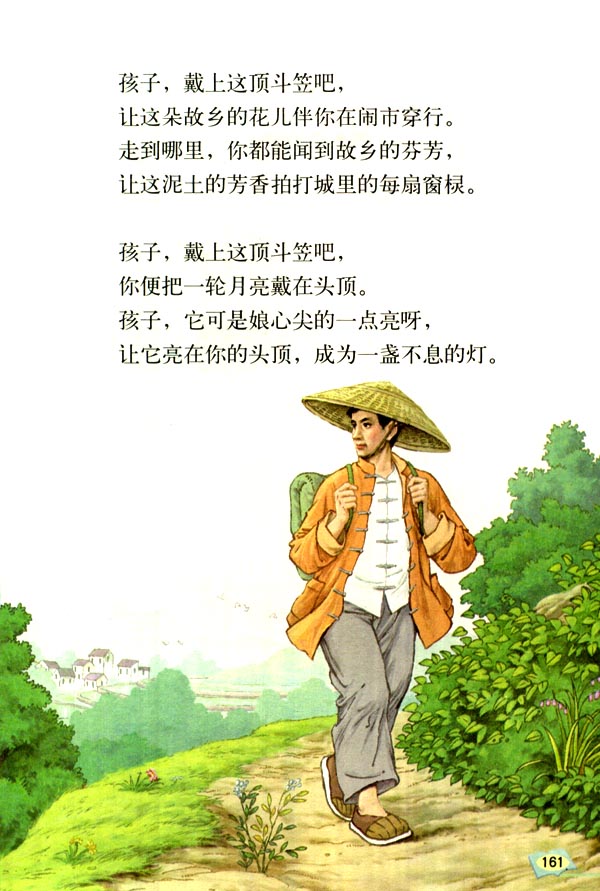 孩子，戴上这顶斗笠吧，
让这朵故乡的花儿伴你在闹市穿行。
走到哪里，你都能闻到故乡的芬芳，
让这泥土的芳香拍打城里的每扇窗棂。
孩子，戴上这顶斗笠吧，
你便把一轮月亮戴在头顶。
孩子，它可是娘心尖的一点亮呀，
让它亮在你的头顶，成为一盏不息的灯。
161